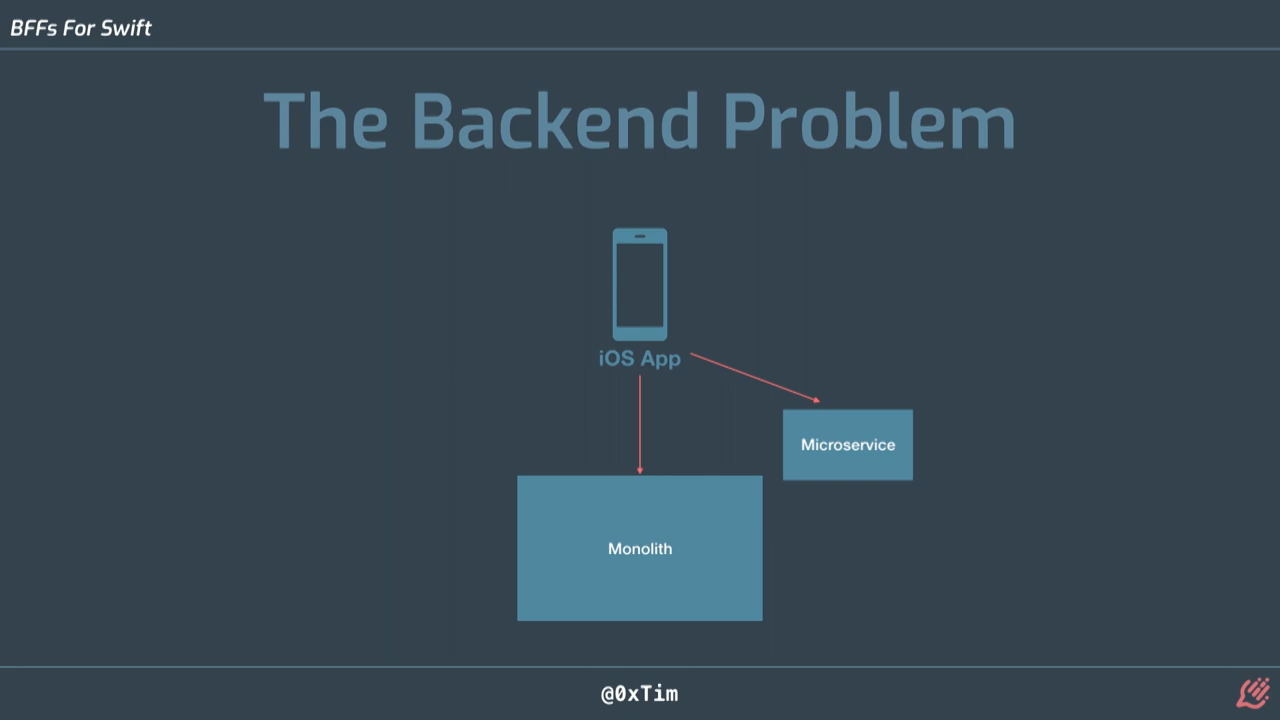 BFFs For Swift
The Backend Problem
iOS App
Microservice
Monolith
@0xTim